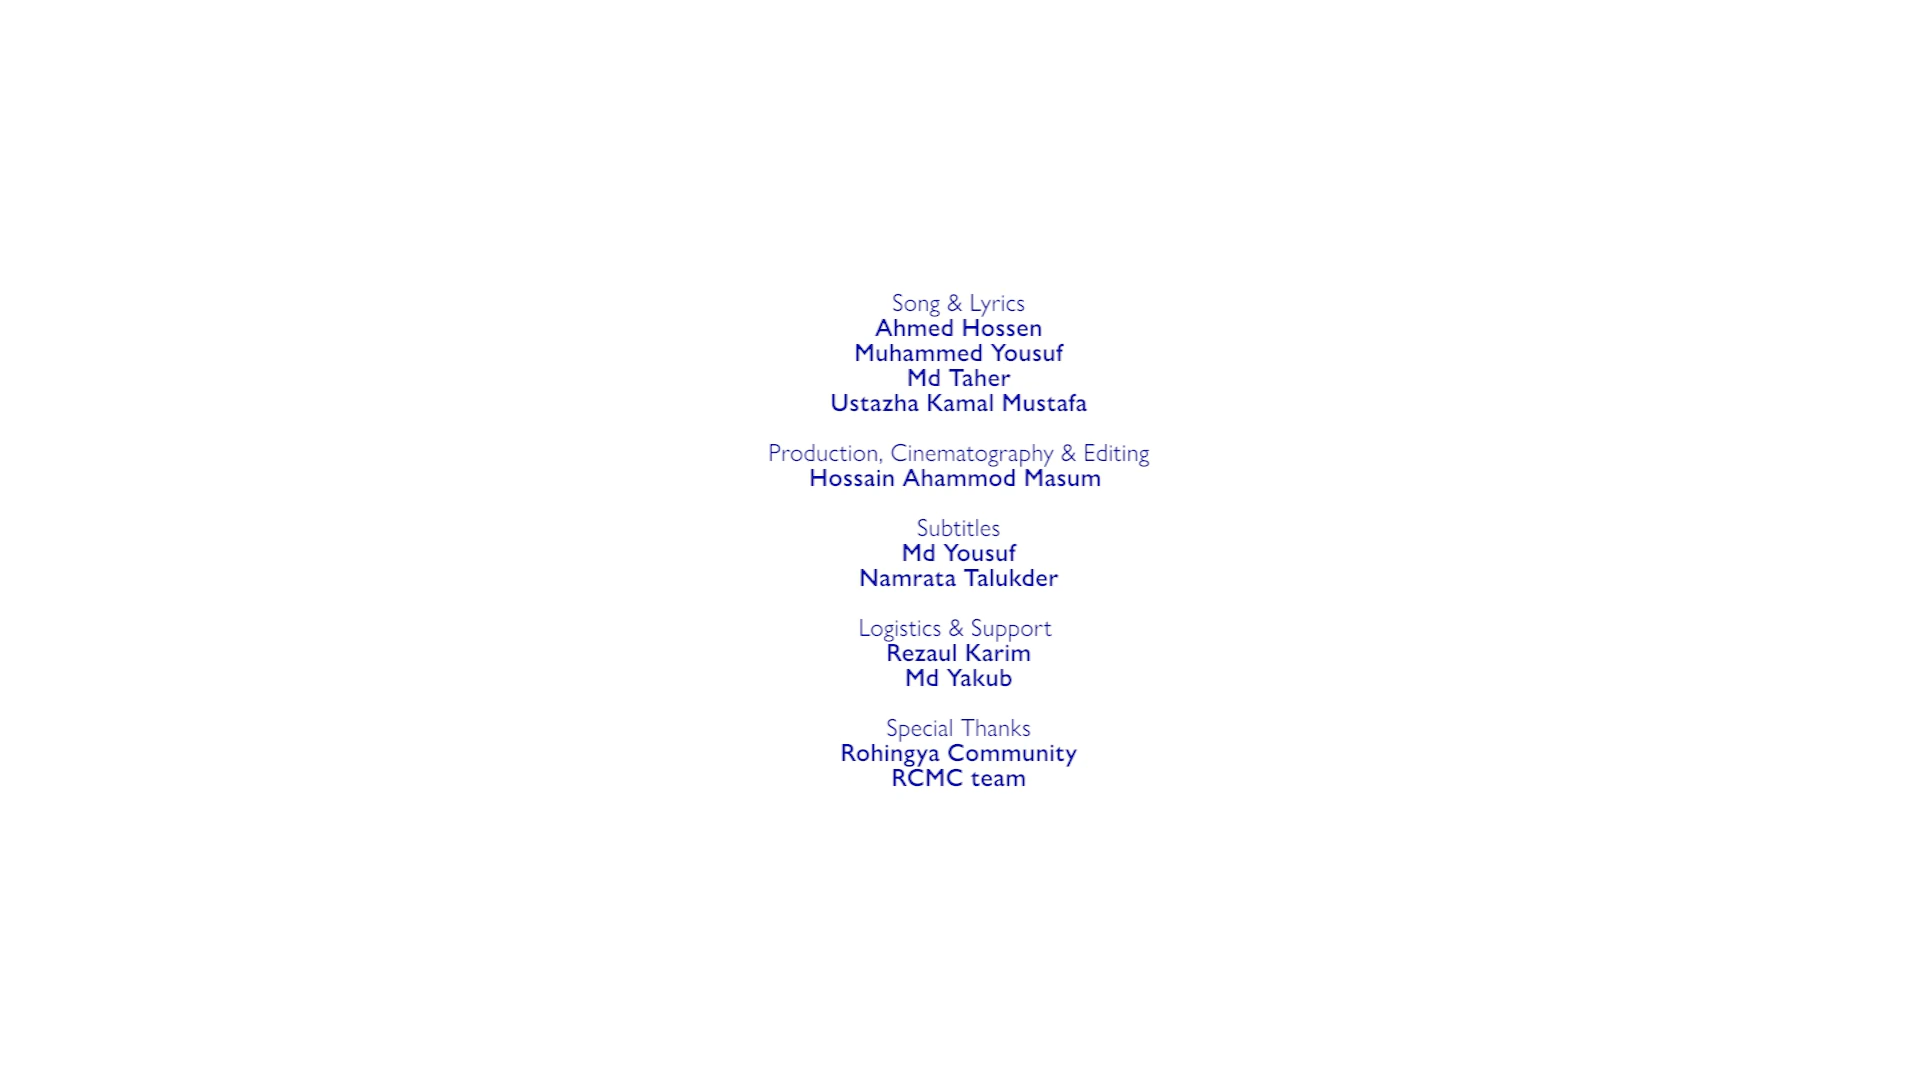 Song & Lyrics
Ahmed Hossen
Muhammed Yousuf
Md Taher
Ustazha Kamal Mustafa
Production, Cinematography & Editing
Hossain Ahammod Masum
Subtitles
Md Yousuf
Namrata Talukder
Logistics & Support
Rezaul Karim
Md Yakub
Special Thanks
Rohingya Community
RCMC team